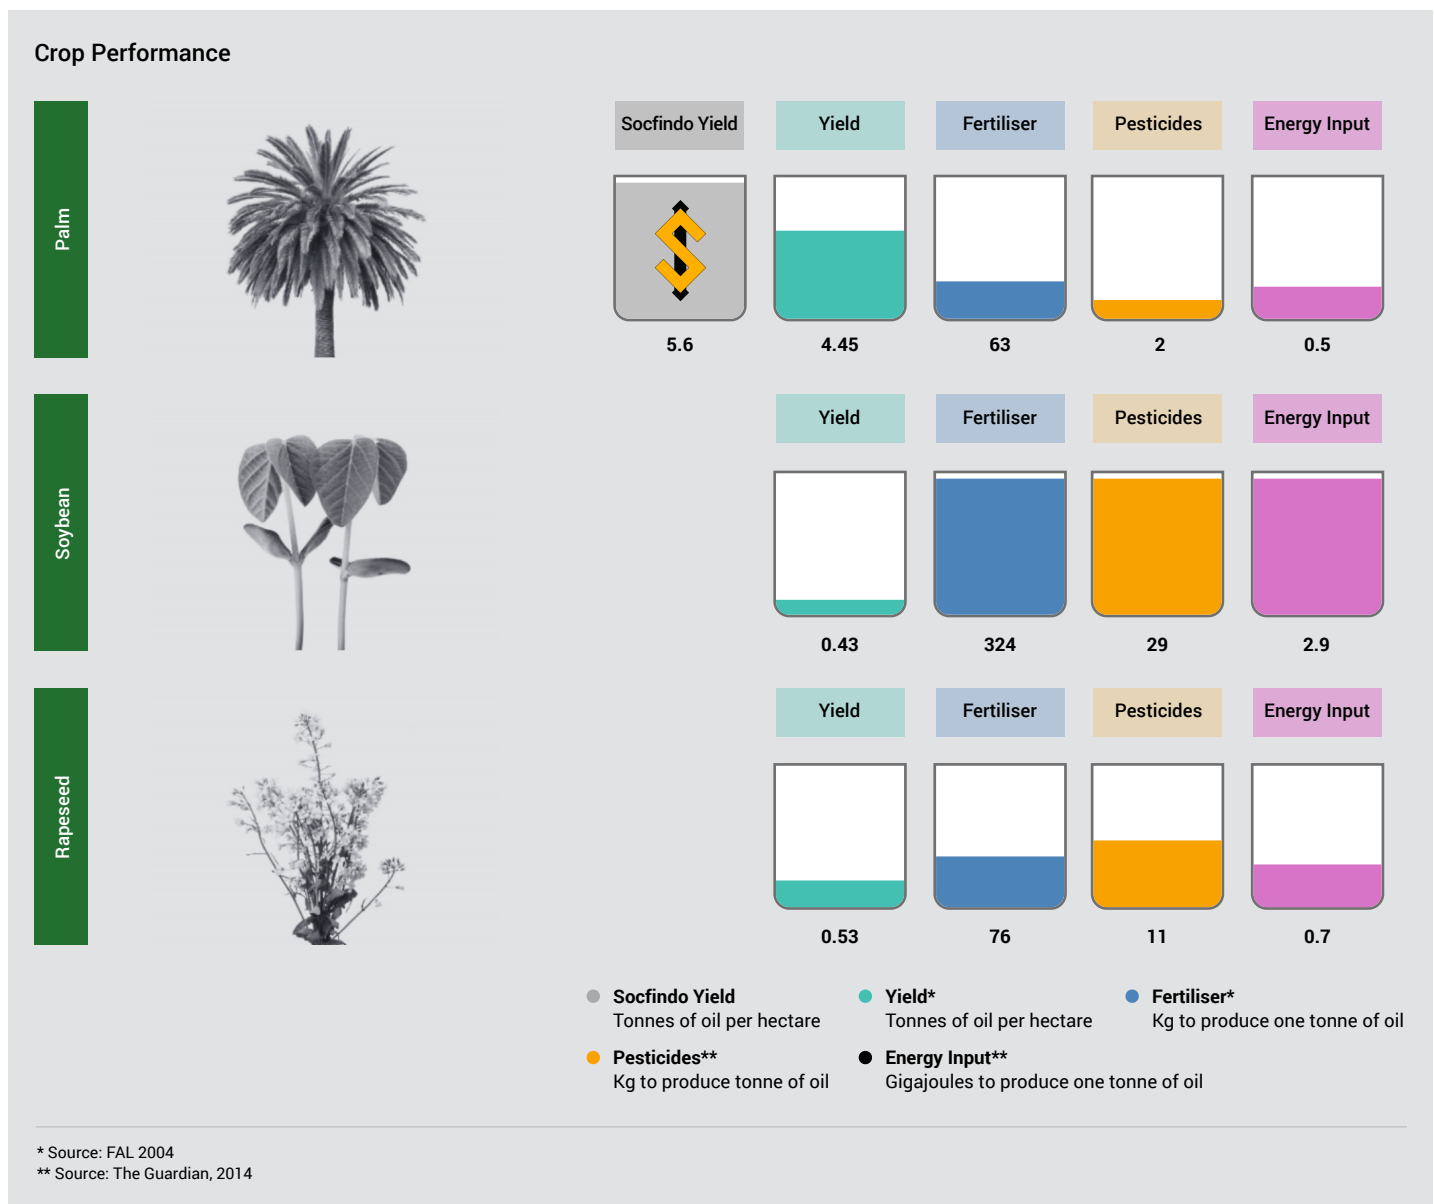 Crop Performance
Palm
Socfindo Yield
Yield
Fertiliser
Pesticides
Energy Input
$
5.6
4.45
63
2
0.5
Soybean
Yield
Fertiliser
Pesticides
Energy Input
0.43
324
29
2.9
Rapeseed
Yield
Fertiliser
Pesticides
Energy Input
0.53
76
11
0.7
Socfindo Yield
Tonnes of oil per hectare
Yield*
Tonnes of oil per hectare
Fertiliser*
Kg to produce one tonne of oil
Pesticides**
Kg to produce tonne of oil
Energy Input**
Gigajoules to produce one tonne of oil
* Source: FAL 2004
** Source: The Guardian, 2014